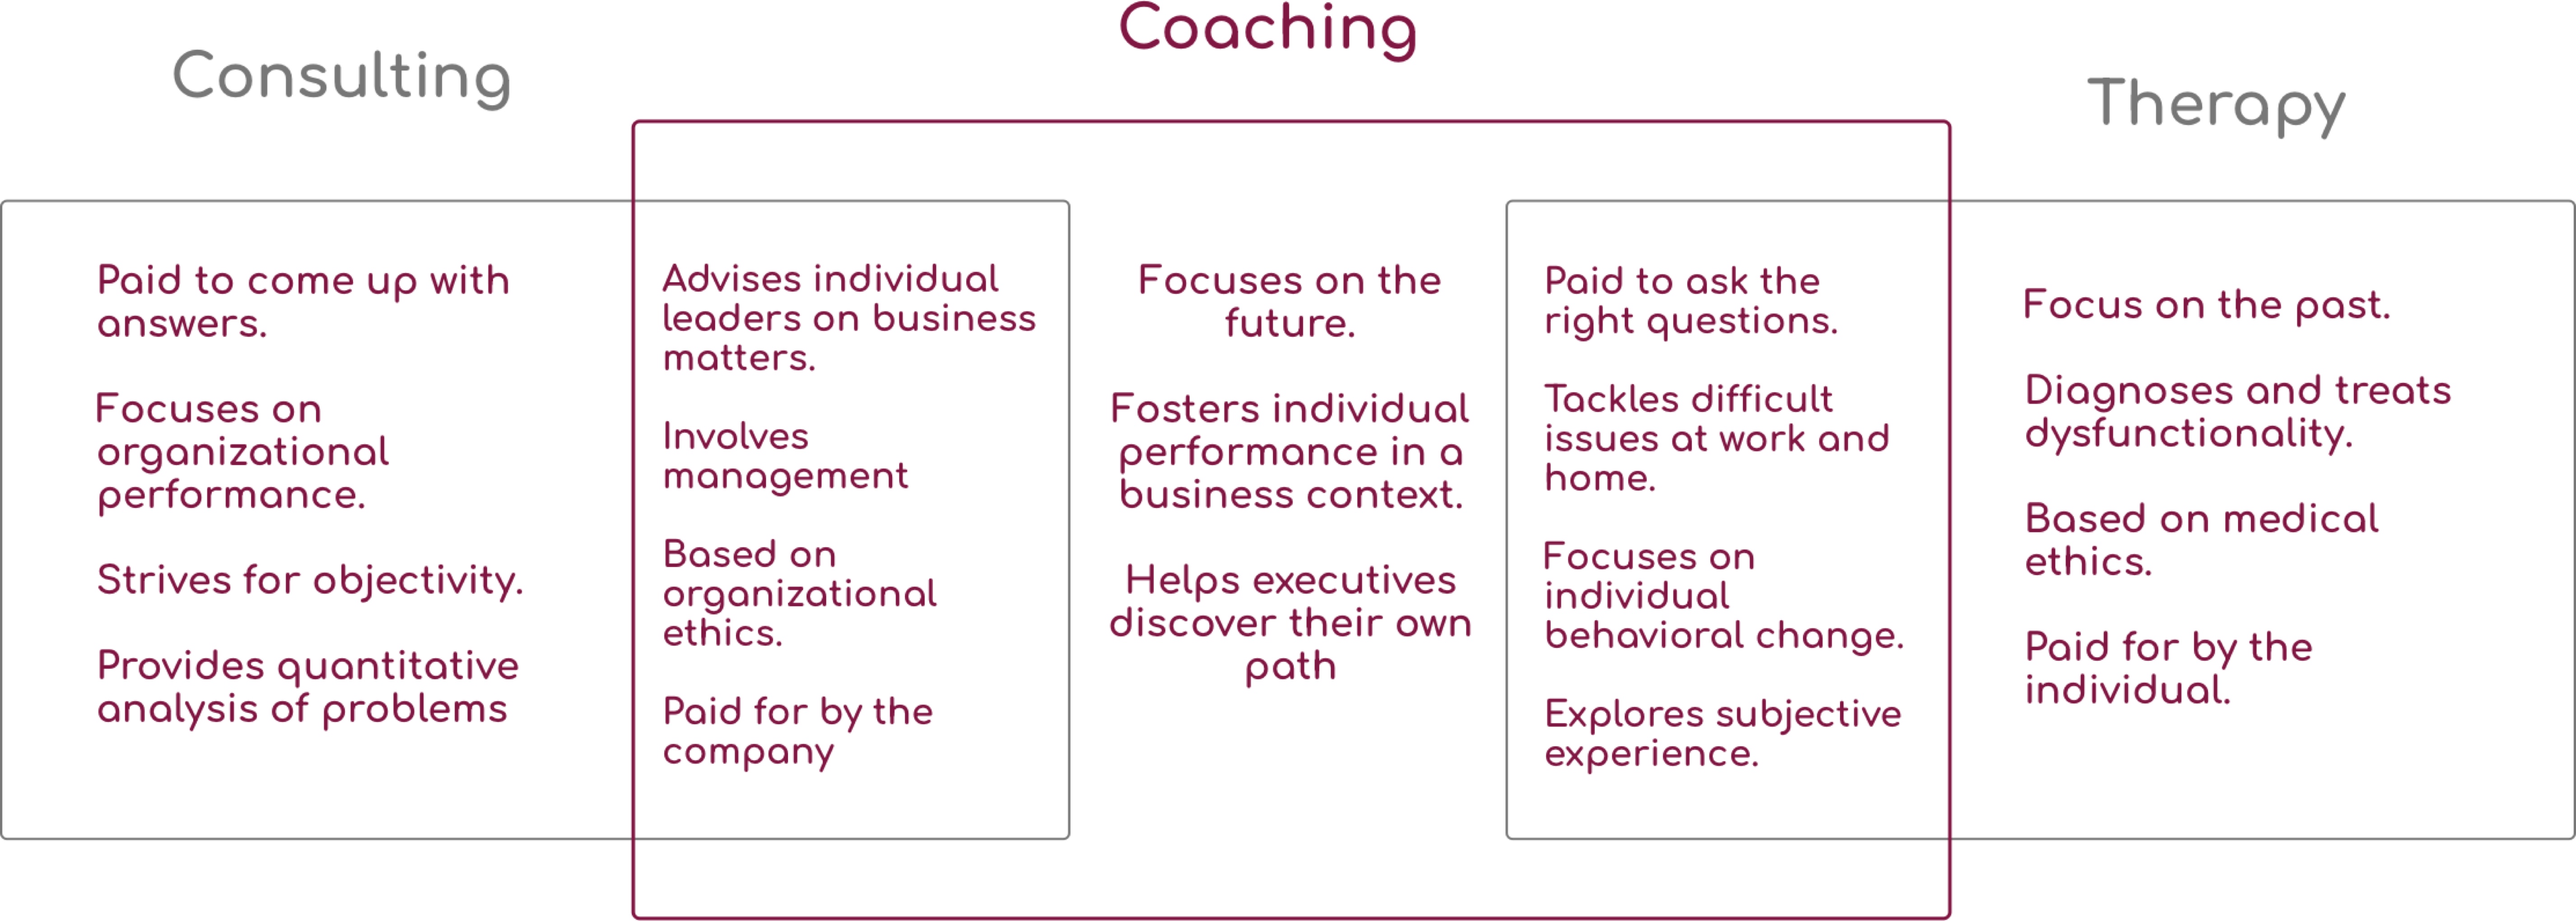 Coaching
Consulting
Therapy
Paid to come up with
answers.
Focuses on
organizational
performance.
Strives for objectivity.
Provides quantitative
analysis of problems
Advises individual
leaders on business
matters.
Involves
management
Based on
organizational
ethics.
Paid for by the
company
Focuses on the
future.
Fosters individual
performance in a
business context.
Helps executives
discover their own
path
Paid to ask the
right questions.
Tackles difficult
issues at work and
home.
Focuses on
individual
behavioral change.
Explores subjective
experience.
Focus on the past.
Diagnoses and treats
dysfunctionality.
Based on medical
ethics.
Paid for by the
individual.